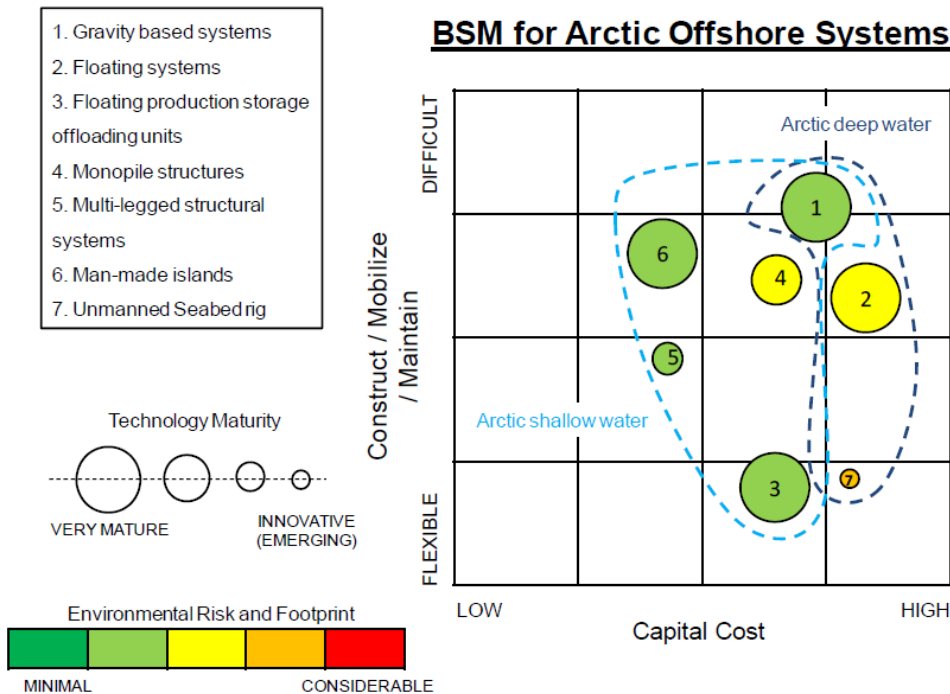 1. Gravity based systems
2. Floating systems
3. Floating production storage
offloading units
4. Monopile structures
5. Multi-legged structural
systems
6. Man-made islands
7. Unmanned Seabed rig
Technology Maturity
VERY MATURE
INNOVATIVE
(EMERGING)
Environmental Risk and Footprint
MINIMAL
CONSIDERABLE
BSM for Arctic Offshore Systems
DIFFICULT
Construct / Mobilize
/ Maintain
FLEXIBLE
Arctic deep water
1
6
4
2
5
Arctic shallow water
3
7
LOW
HIGH
Capital Cost